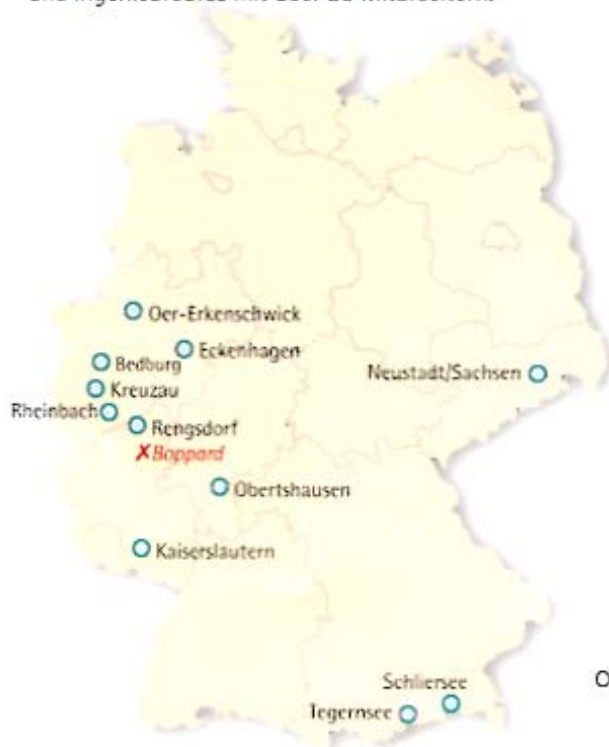 Oer-Erkenschwick
Eckenhagen
Bedburg
Neustadt/Sachsen
Kreuzau
Rheinbach
Rengsdorf
✗Boppard
Obertshausen
Kaiserslautern
Schliersee
O
Tegernsee